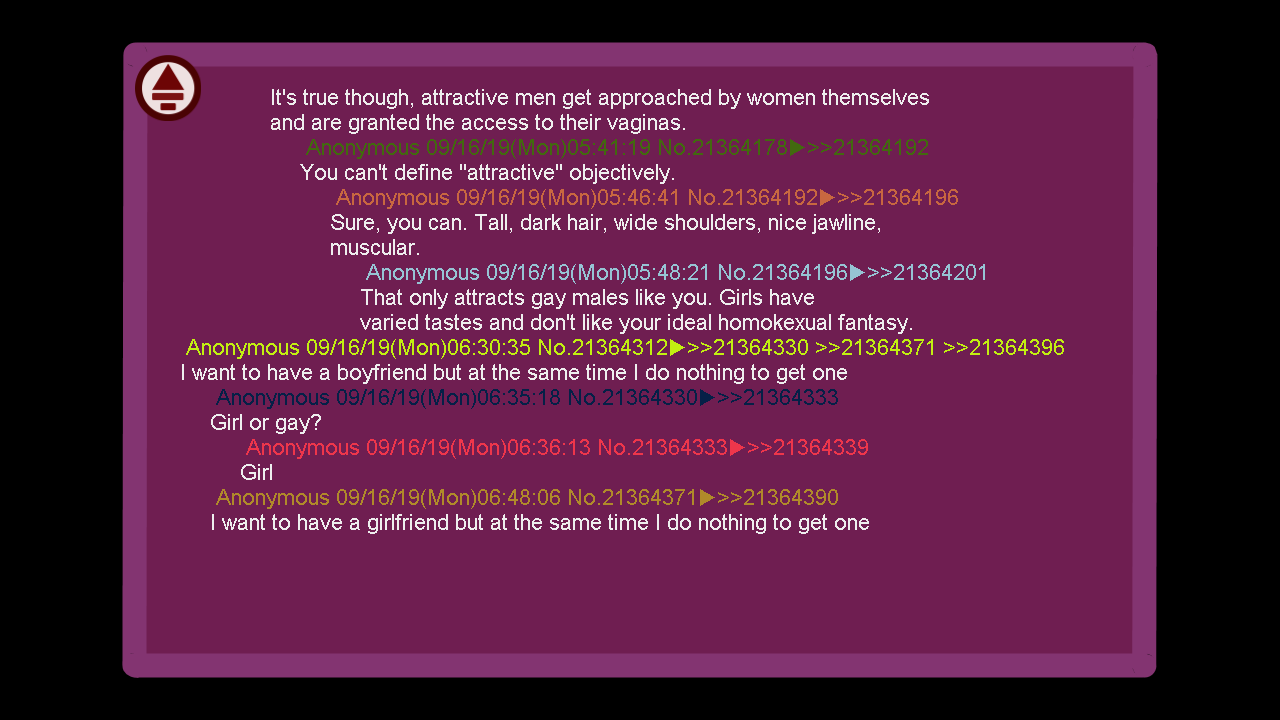 It's true though, attractive men get approached by women themselves
and are granted the access to their vaginas.
Anonymous 09/16/19(Mon)05:41:19 No.21364178▶>>21364192
You can't define "attractive" objectively.
Anonymous 09/16/19(Mon)05:46:41 No.21364192▶>>21364196
Sure, you can. Tall, dark hair, wide shoulders, nice jawline,
muscular.
Anonymous 09/16/19(Mon)05:48:21 No.21364196▶>>21364201
That only attracts gay males like you. Girls have
varied tastes and don't like your ideal homokexual fantasy.
Anonymous 09/16/19(Mon)06:30:35 No.21364312▶>>21364330 >>21364371 >>21364396
I want to have a boyfriend but at the same time I do nothing to get one
Anonymous 09/16/19(Mon)06:35:18 No.21364330▶>>21364333
Girl or gay?
Anonymous 09/16/19(Mon)06:36:13 No.21364333▶>>21364339
Girl
Anonymous 09/16/19(Mon)06:48:06 No.21364371▶>>21364390
I want to have a girlfriend but at the same time I do nothing to get one